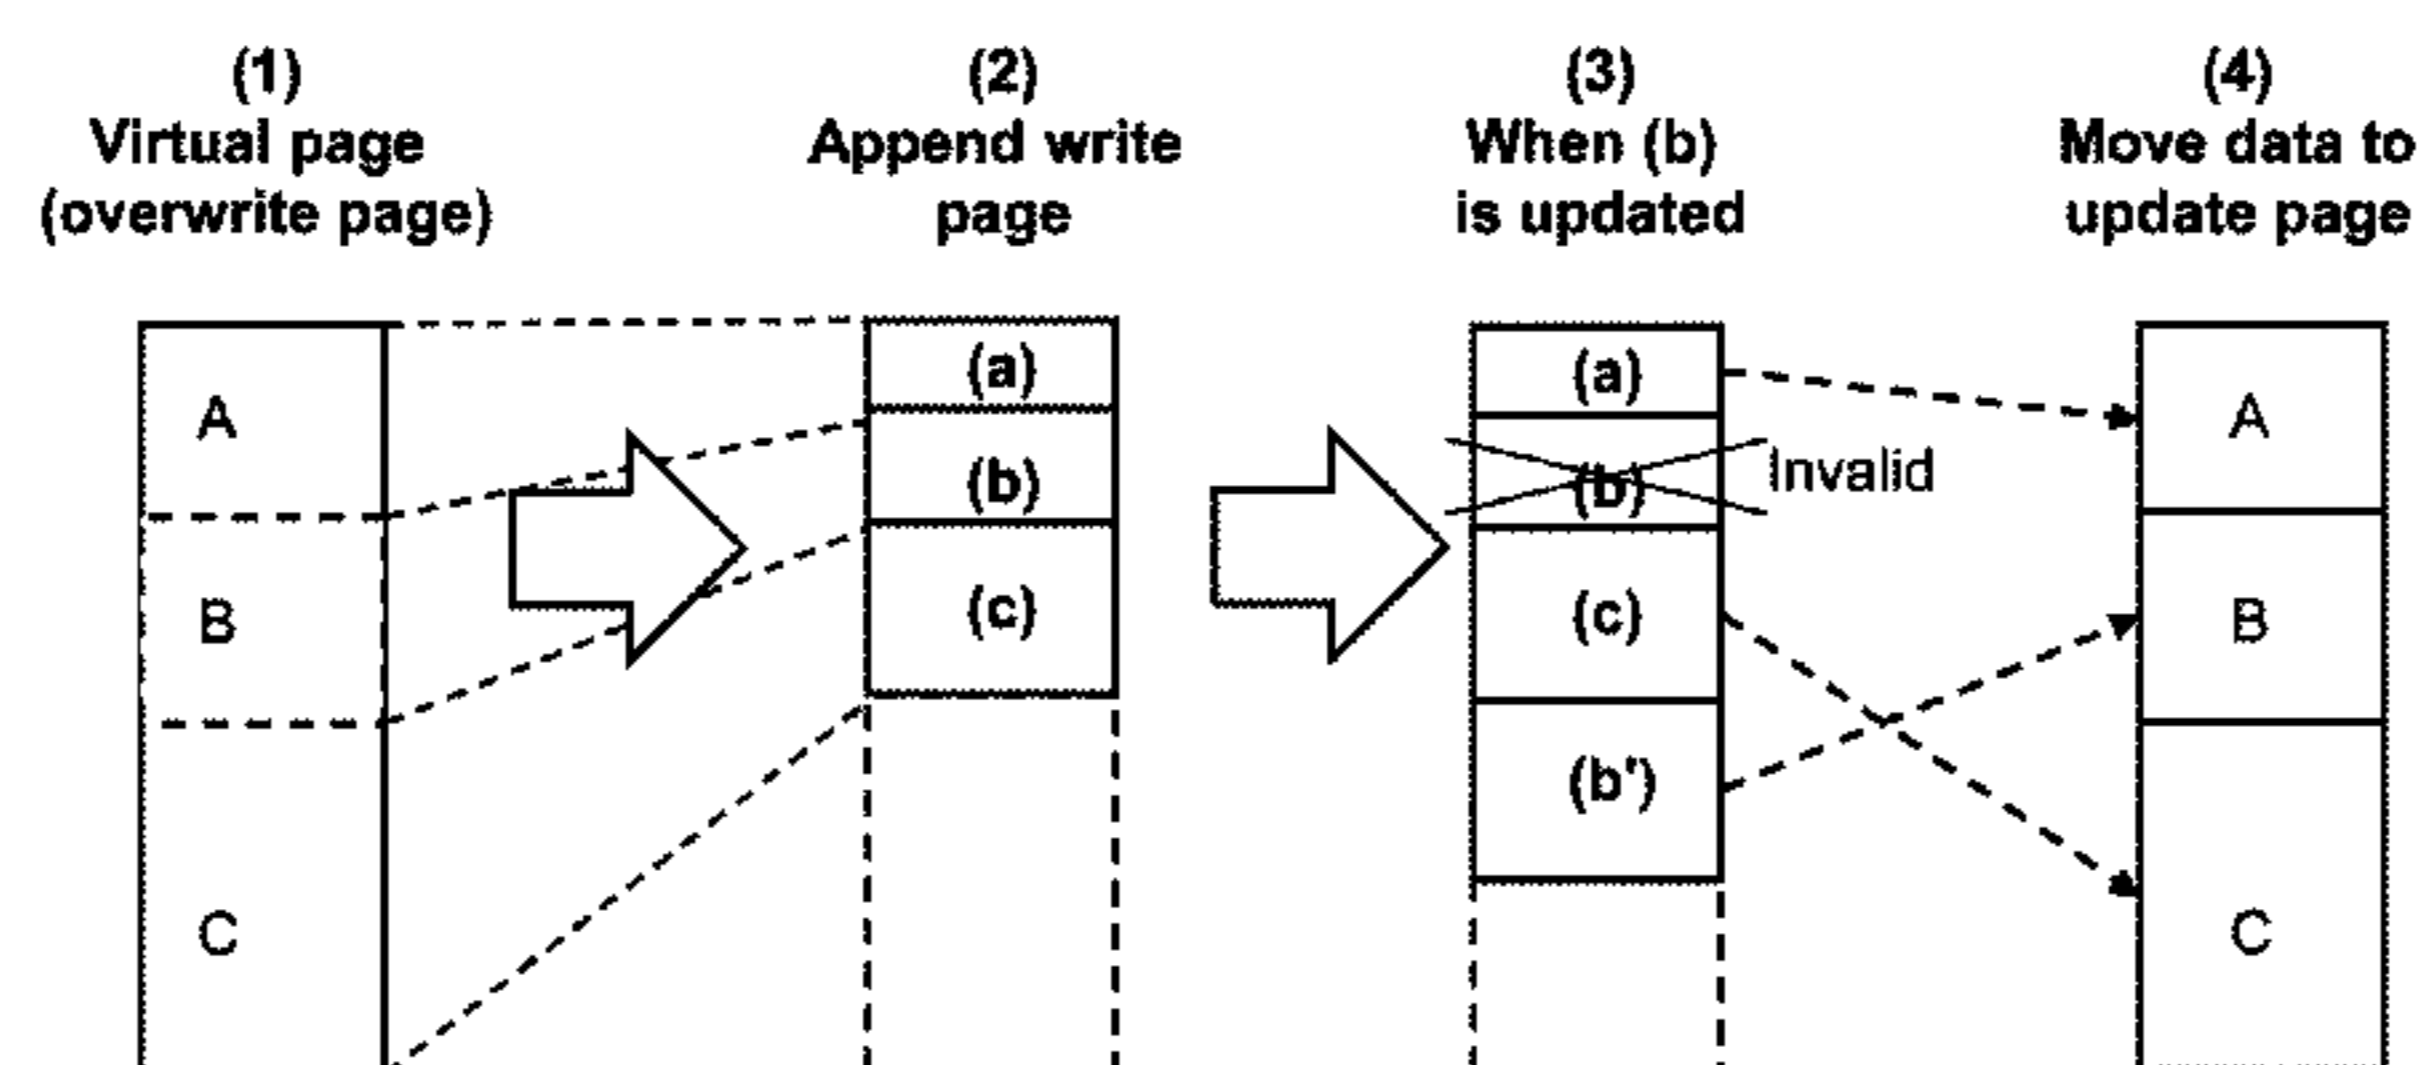 (1)
Virtual page
(overwrite page)
(2)
Append write
page
(3)
When (b)
is updated
(4)
Move data to
update page
A
B
C
(a)
(b)
(c)
(a)
(b)
Invalid
(c)
(b')
A
B
C